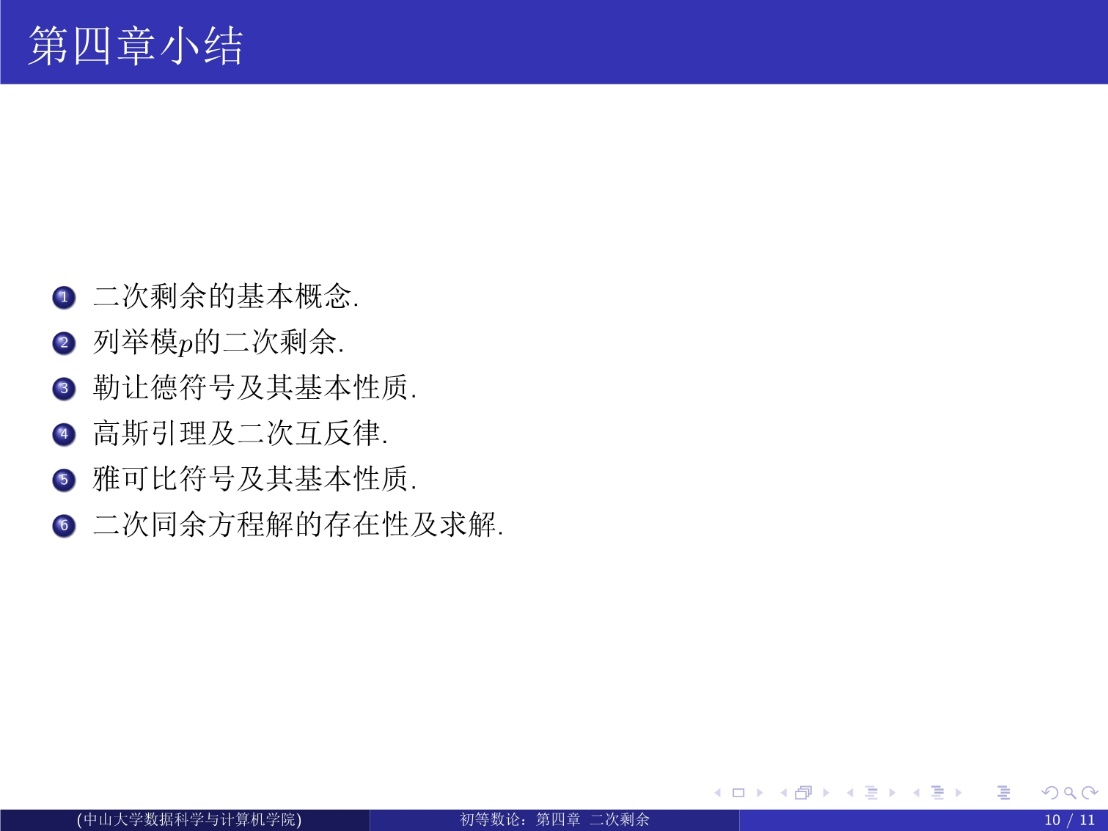 第四章小结
1 二次剩余的基本概念.
2 列举模p的二次剩余.
3 勒让德符号及其基本性质.
4 高斯引理及二次互反律.
5 雅可比符号及其基本性质.
6 二次同余方程解的存在性及求解.
(中山大学数据科学与计算机学院) 初等数论：第四章 二次剩余 10 / 11